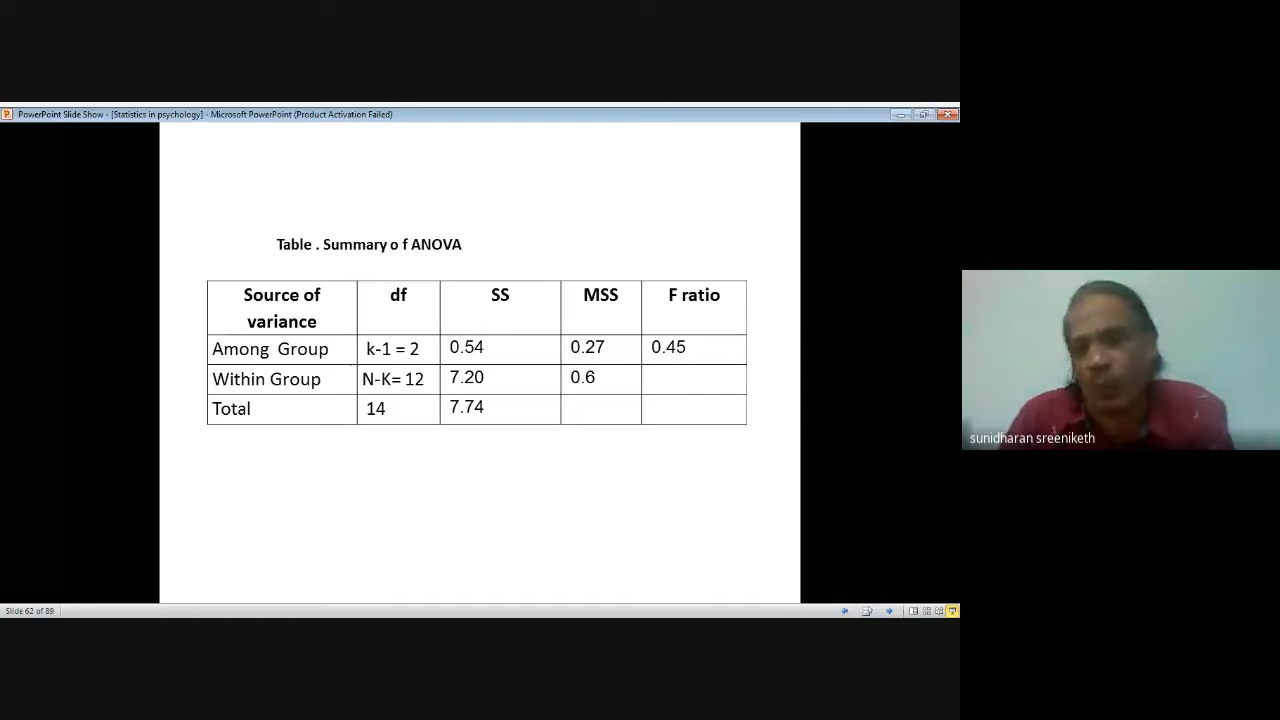 PowerPoint Slide Show - [Statistics in psychology] - Microsoft PowerPoint (Product Activation Failed)
Table . Summary o f ANOVA
Source of variance df SS MSS F ratio
Among Group k-1 = 2 0.54 0.27 0.45
Within Group N-K= 12 7.20 0.6
Total 14 7.74
sunidharan sreeniketh
Slide 62 of 89